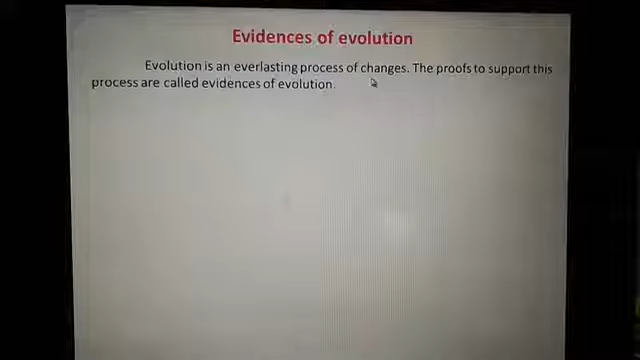 Evidences of evolution
Evolution is an everlasting process of changes. The proofs to support this
process are called evidences of evolution.